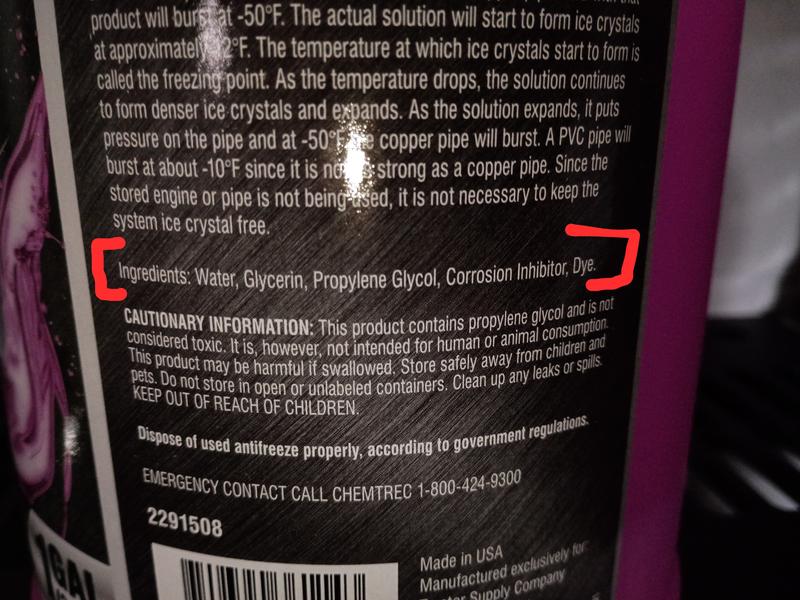 product will burst at -50°F. The actual solution will start to form ice crystals
at approximately 2°F. The temperature at which ice crystals start to form is
called the freezing point. As the temperature drops, the solution continues
to form denser ice crystals and expands. As the solution expands, it puts
pressure on the pipe and at -50°F copper pipe will burst. A PVC pipe will
burst at about -10°F since it is not strong as a copper pipe. Since the
stored engine or pipe is not being used, it is not necessary to keep the
system ice crystal free.
Ingredients: Water, Glycerin, Propylene Glycol, Corrosion Inhibitor, Dye.
CAUTIONARY INFORMATION: This product contains propylene glycol and is not
considered toxic. It is, however, not intended for human or animal consumption.
This product may be harmful if swallowed. Store safely away from children and
pets. Do not store in open or unlabeled containers. Clean up any leaks or spills.
KEEP OUT OF REACH OF CHILDREN.
Dispose of used antifreeze properly, according to government regulations.
EMERGENCY CONTACT CALL CHEMTREC 1-800-424-9300
2291508
1 GAL
Made in USA
Manufactured exclusively for
Supply Company